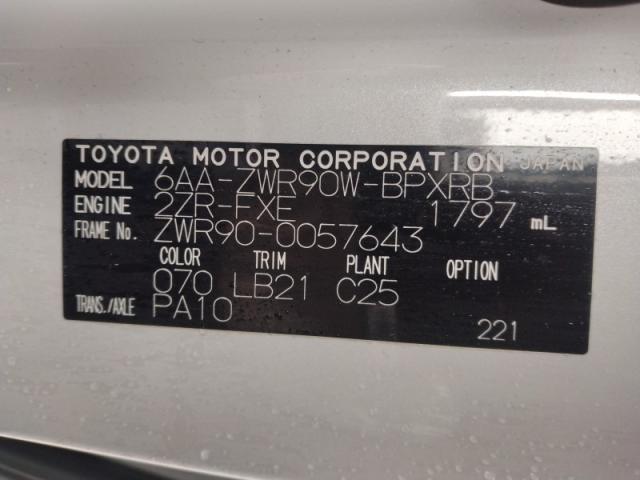 TOYOTA MOTOR CORPORATION JAPAN
MODEL 6AA-ZWR90W-BPXRB
ENGINE 2ZR-FXE 1797 mL
FRAME No. ZWR90-0057643
COLOR TRIM PLANT OPTION
070 LB21 C25
TRANS./AXLE PA10
221